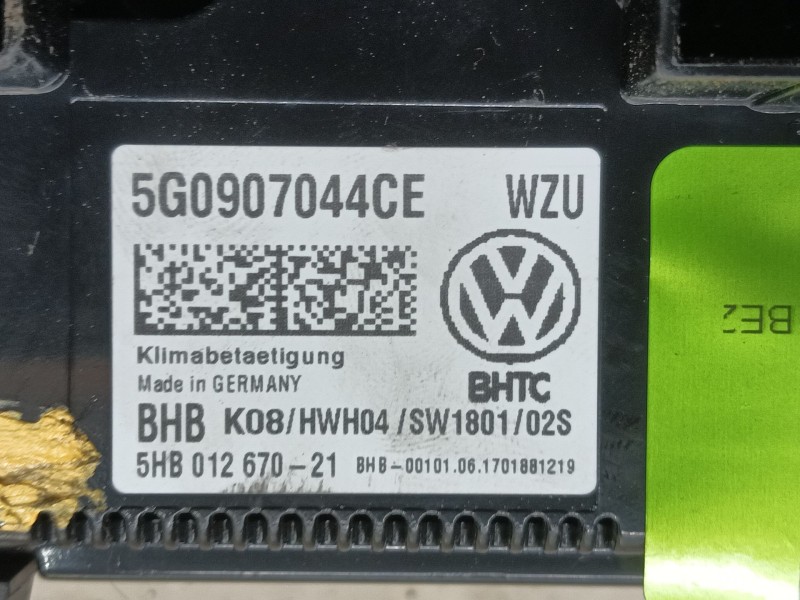 5G0907044CE WZU
Klimabetaetigung
Made in GERMANY
BHTC
BHB K08/HWH04/SW1801/02S
5HB 012 670-21 BHB-00101.06.1701881219